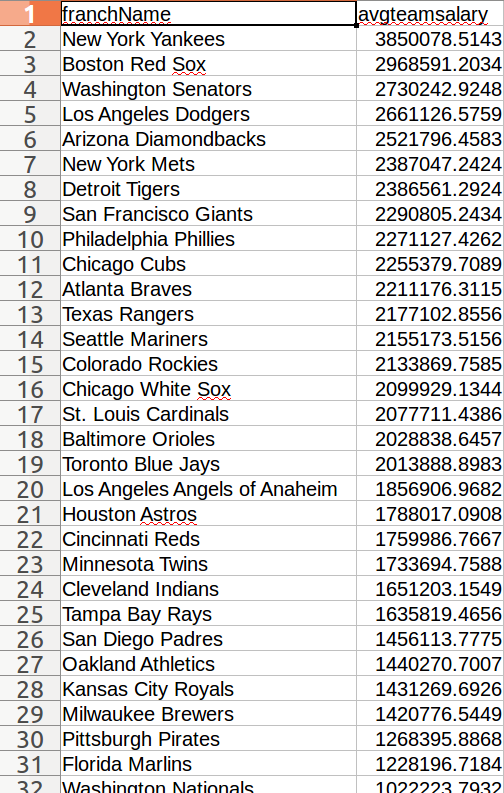 1 franchName avgteamsalary
2 New York Yankees 3850078.5143
3 Boston Red Sox 2968591.2034
4 Washington Senators 2730242.9248
5 Los Angeles Dodgers 2661126.5759
6 Arizona Diamondbacks 2521796.4583
7 New York Mets 2387047.2424
8 Detroit Tigers 2386561.2924
9 San Francisco Giants 2290805.2434
10 Philadelphia Phillies 2271127.4262
11 Chicago Cubs 2255379.7089
12 Atlanta Braves 2211176.3115
13 Texas Rangers 2177102.8556
14 Seattle Mariners 2155173.5156
15 Colorado Rockies 2133869.7585
16 Chicago White Sox 2099929.1344
17 St. Louis Cardinals 2077711.4386
18 Baltimore Orioles 2028838.6457
19 Toronto Blue Jays 2013888.8983
20 Los Angeles Angels of Anaheim 1856906.9682
21 Houston Astros 1788017.0908
22 Cincinnati Reds 1759986.7667
23 Minnesota Twins 1733694.7588
24 Cleveland Indians 1651203.1549
25 Tampa Bay Rays 1635819.4656
26 San Diego Padres 1456113.7775
27 Oakland Athletics 1440270.7007
28 Kansas City Royals 1431269.6926
29 Milwaukee Brewers 1420776.5449
30 Pittsburgh Pirates 1268395.8868
31 Florida Marlins 1228196.7184
32 Washington Nationals 1022223.7932